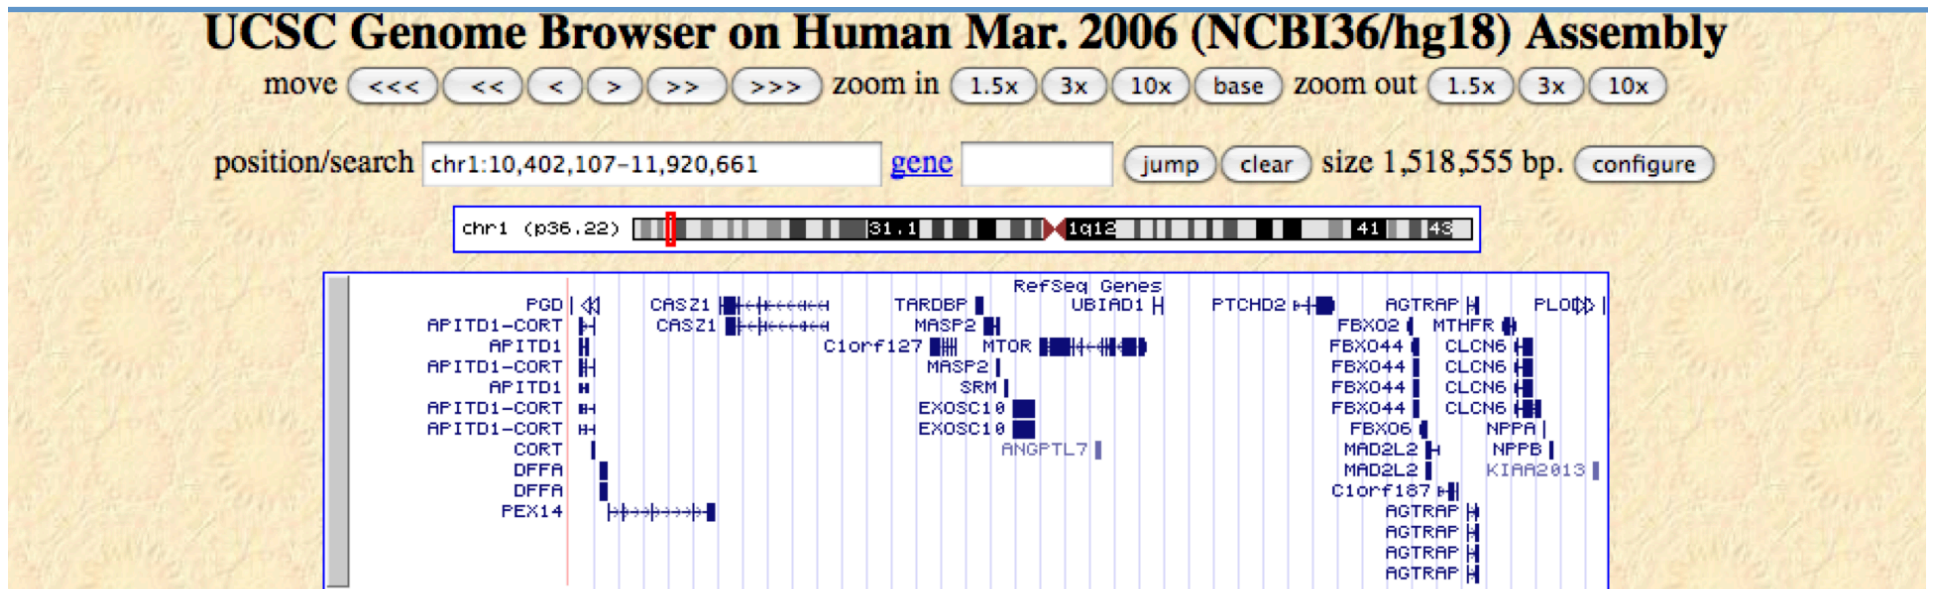 UCSC Genome Browser on Human Mar. 2006 (NCBI36/hg18) Assembly
move <<< << < > >> >>> zoom in 1.5x 3x 10x base zoom out 1.5x 3x 10x
position/search chr1:10,402,107-11,920,661 gene jump clear size 1,518,555 bp. configure
chr1 (p36.22) 31.1 1q12 41 43
RefSeq Genes
PGD CASZ1 TARDBP UBIAD1 PTCHD2 AGTRAP PLO
APITD1-CORT CASZ1 MASP2 FBXO2 MTHFR
APITD1 C1orf127 MTOR FBXO44 CLCN6
APITD1-CORT MASP2 FBXO44 CLCN6
APITD1 SRM FBXO44 CLCN6
APITD1-CORT EXOSC10 FBXO44 CLCN6
APITD1-CORT EXOSC10 FBXO6 NPPA
CORT ANGPTL7 MAD2L2 NPPB
DFFA MAD2L2 KIAA2013
DFFA C1orf187
PEX14 AGTRAP
AGTRAP
AGTRAP
AGTRAP